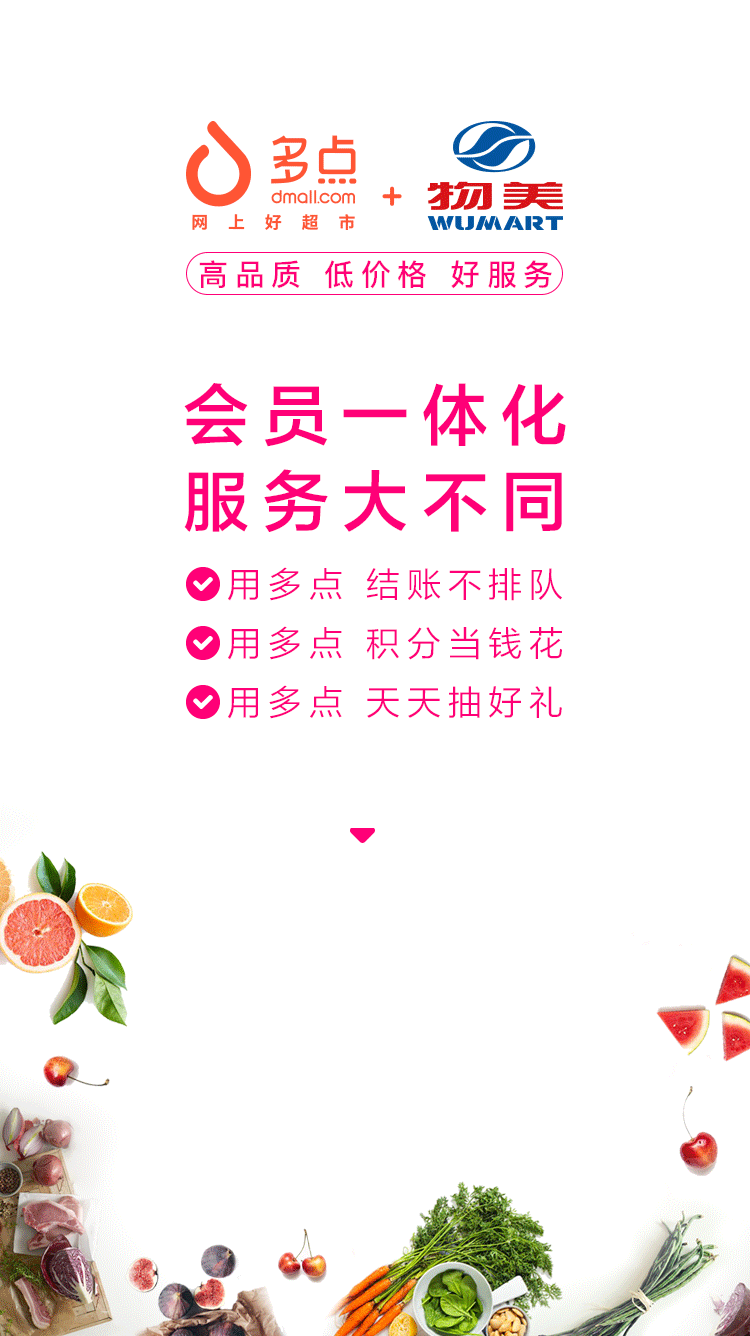 多点
dmall.com
网上好超市
+
物美
WUMART
高品质 低价格 好服务
会员一体化
服务大不同
用多点 结账不排队
用多点 积分当钱花
用多点 天天抽好礼